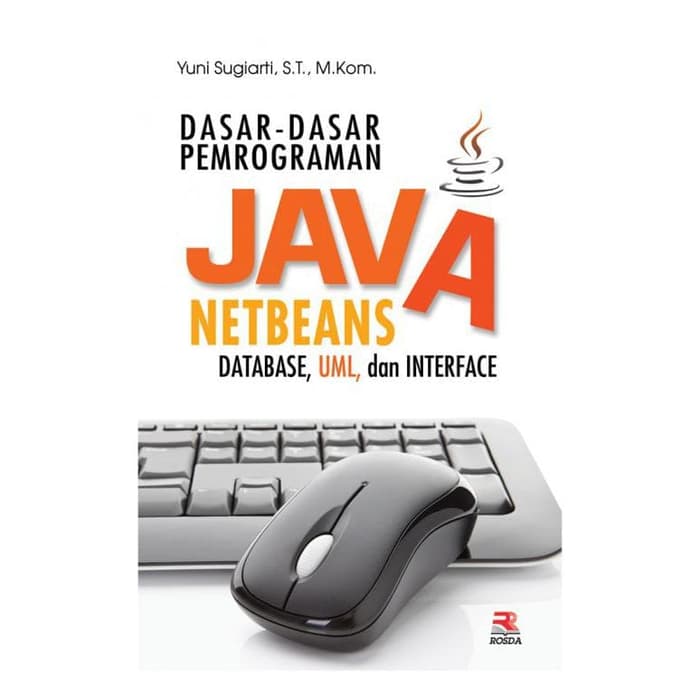 Yuni Sugiarti, S.T., M.Kom.
DASAR-DASAR
PEMROGRAMAN
JAVA
NETBEANS
DATABASE, UML, dan INTERFACE
ROSDA